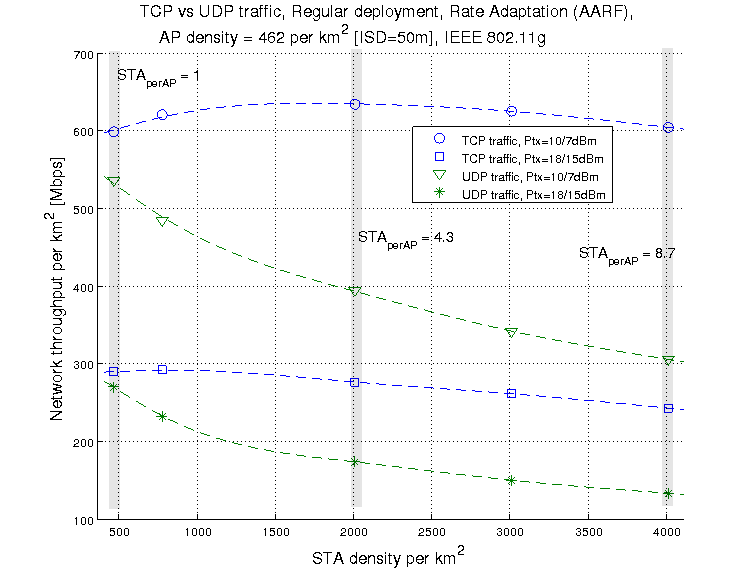 TCP vs UDP traffic, Regular deployment, Rate Adaptation (AARF),
AP density = 462 per km2 [ISD=50m], IEEE 802.11g
700
600
500
400
300
200
100
Network throughput per km2 [Mbps]
STAperAP = 1
TCP traffic, Ptx=10/7dBm
TCP traffic, Ptx=18/15dBm
UDP traffic, Ptx=10/7dBm
UDP traffic, Ptx=18/15dBm
STAperAP = 4.3
STAperAP = 8.7
500 1000 1500 2000 2500 3000 3500 4000
STA density per km2